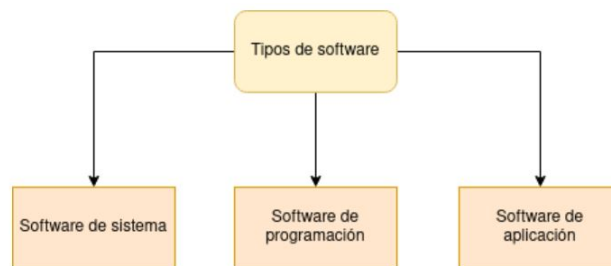 Tipos de software
Software de sistema
Software de
programación
Software de
aplicación